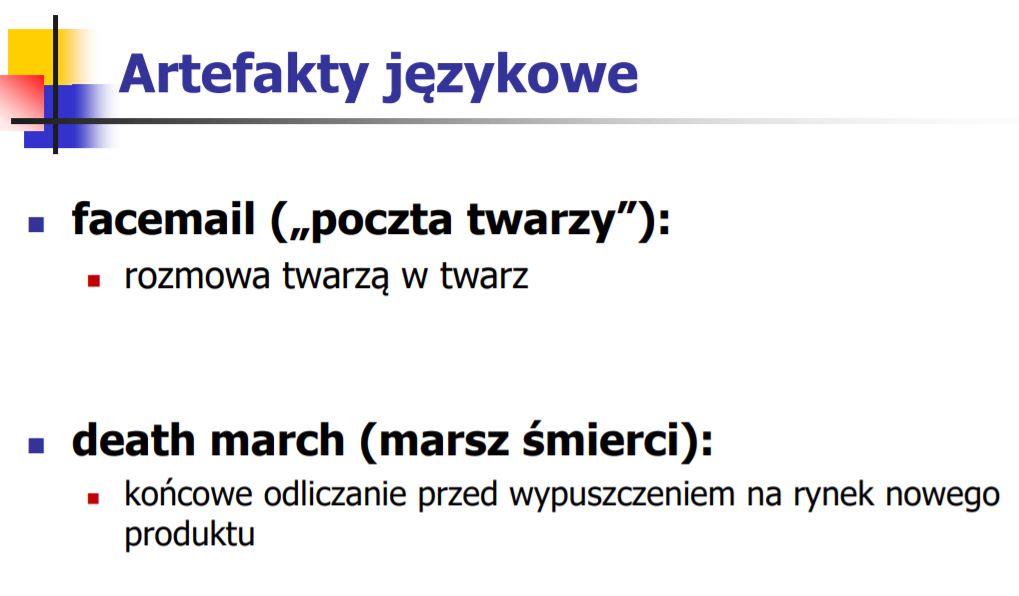 Artefakty językowe
facemail („poczta twarzy”):
rozmowa twarzą w twarz
death march (marsz śmierci):
końcowe odliczanie przed wypuszczeniem na rynek nowego
produktu